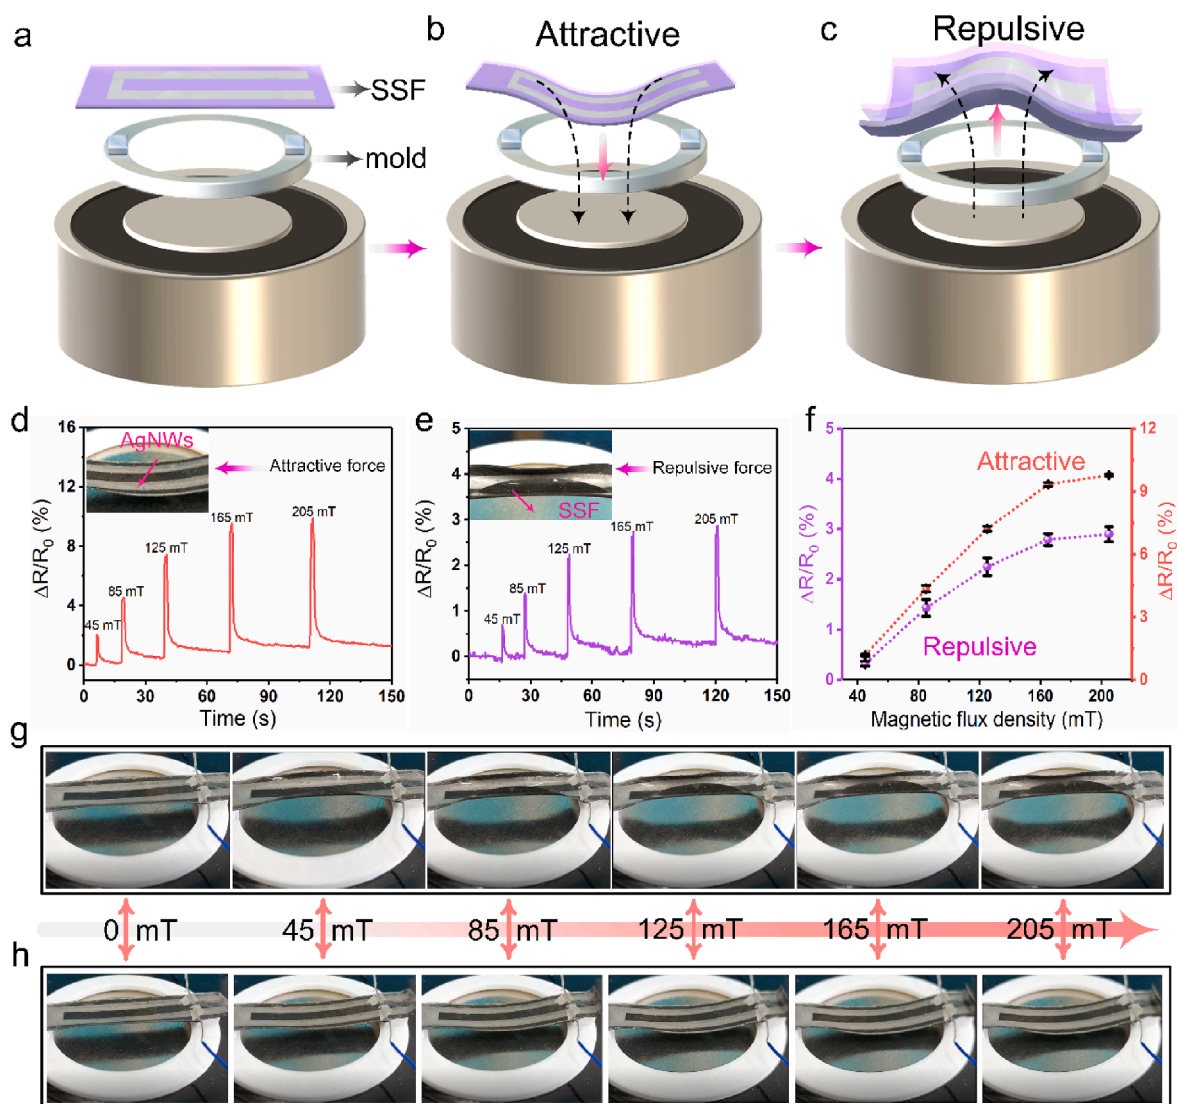 a
SSF
mold
b
Attractive
c
Repulsive
d
ΔR/R0 (%)
16
12
8
4
0
AgNWs
Attractive force
45 mT
85 mT
125 mT
165 mT
205 mT
0 30 60 90 120 150
Time (s)
e
ΔR/R0 (%)
5
4
3
2
1
0
Repulsive force
SSF
45 mT
85 mT
125 mT
165 mT
205 mT
0 30 60 90 120 150
Time (s)
f
ΔR/R0 (%)
5
4
3
2
1
0
Attractive
Repulsive
12
9
6
3
0
ΔR/R0 (%)
40 80 120 160 200
Magnetic flux density (mT)
g
0 mT 45 mT 85 mT 125 mT 165 mT 205 mT
h